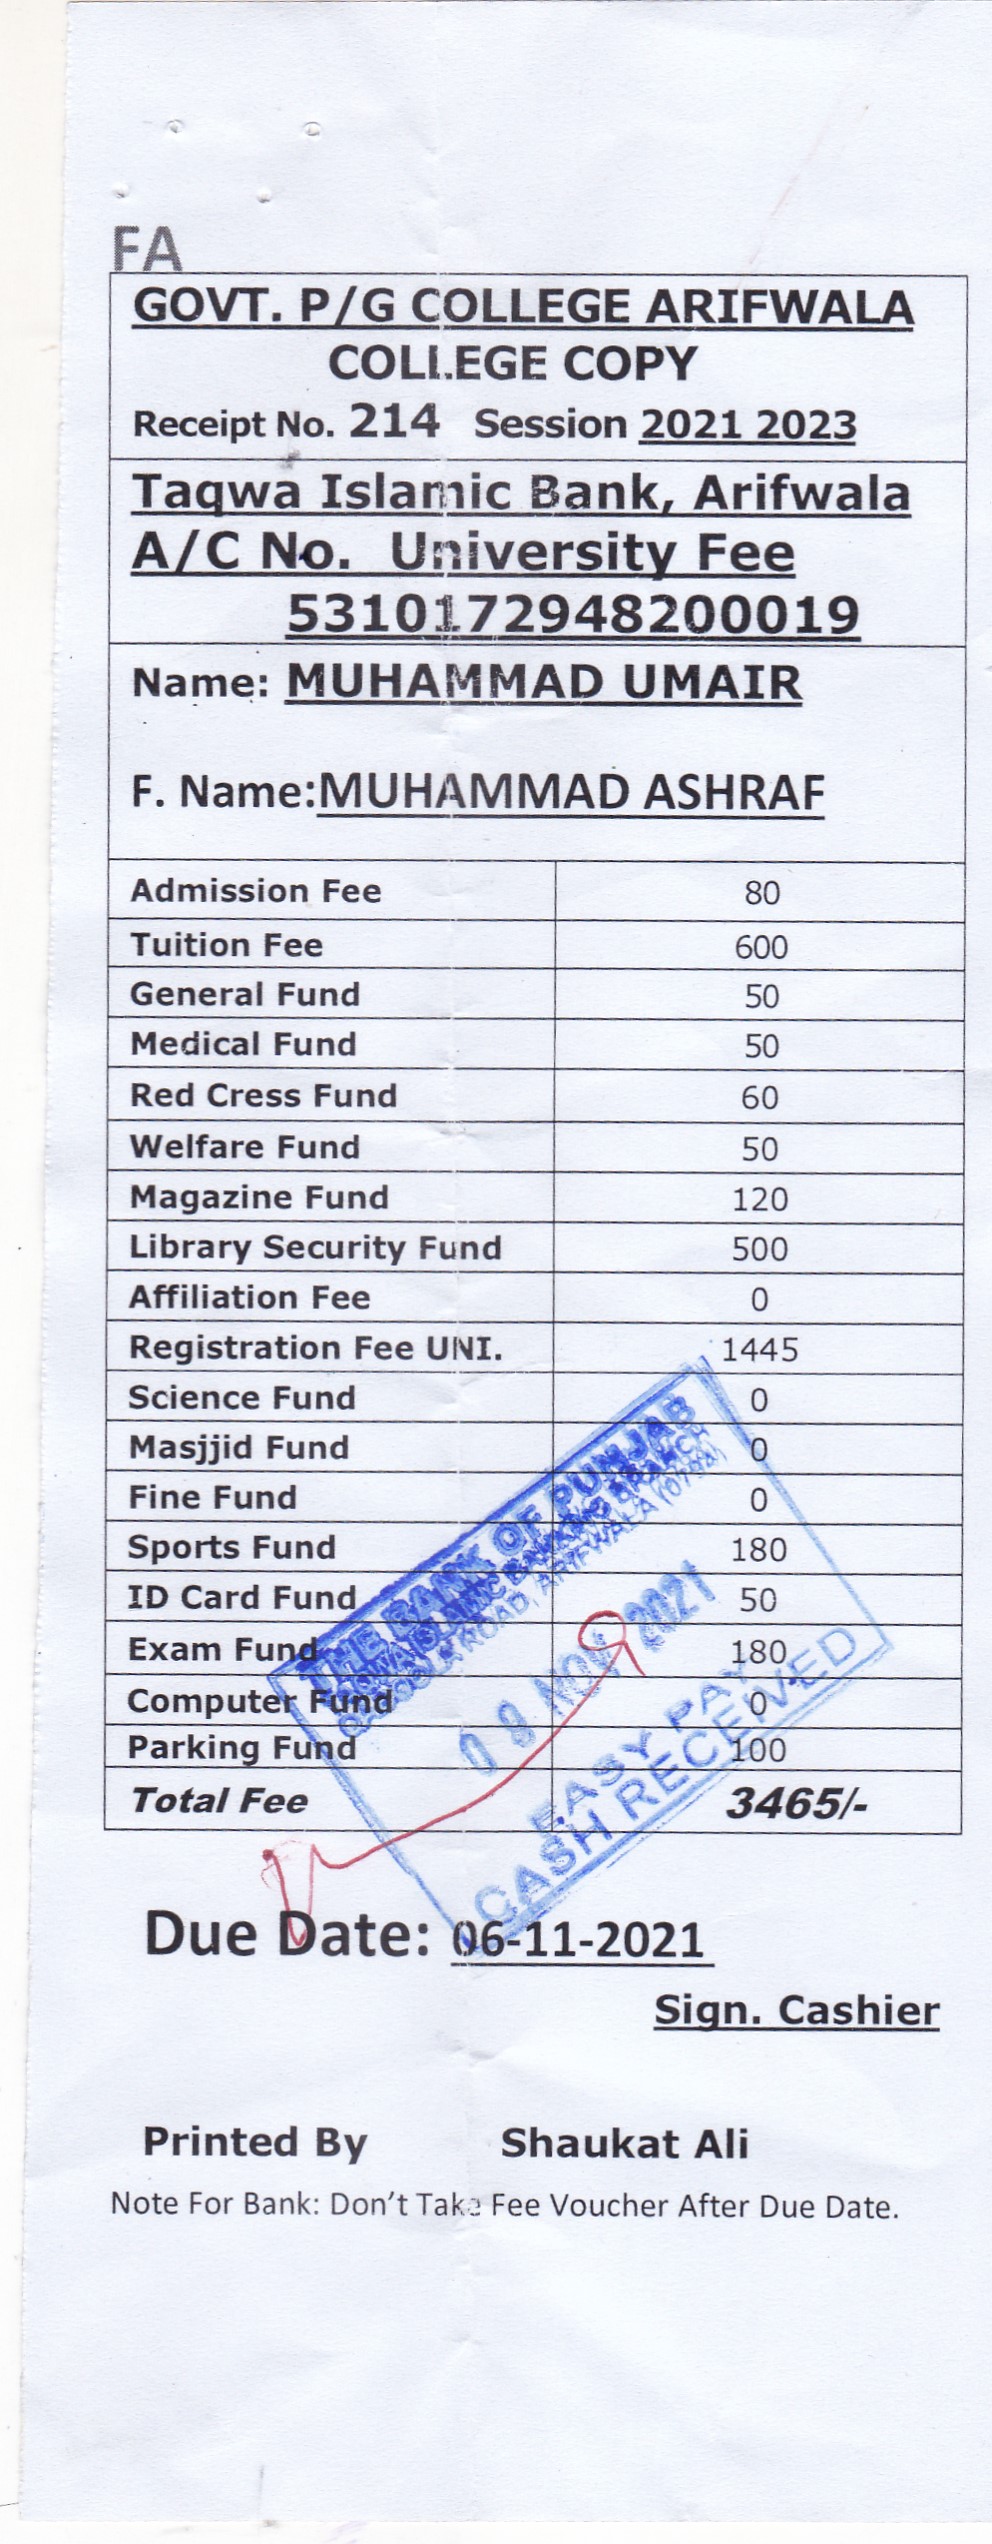 FA
GOVT. P/G COLLEGE ARIFWALA
COLLEGE COPY
Receipt No. 214 Session 2021 2023
Taqwa Islamic Bank, Arifwala
A/C No. University Fee
5310172948200019
Name: MUHAMMAD UMAIR
F. Name:MUHAMMAD ASHRAF
Admission Fee 80
Tuition Fee 600
General Fund 50
Medical Fund 50
Red Cress Fund 60
Welfare Fund 50
Magazine Fund 120
Library Security Fund 500
Affiliation Fee 0
Registration Fee UNI. 1445
Science Fund 0
Masjjid Fund 0
Fine Fund 0
Sports Fund 180
ID Card Fund 50
Exam Fund 180
Computer Fund 0
Parking Fund 100
Total Fee 3465/-
THE BANK OF PUNJAB
ISLAMIC BANKING BRANCH
ROAD, ARIFWALA
NOV 2021
EASY PAY
CASH RECEIVED
Due Date: 06-11-2021
Sign. Cashier
Printed By Shaukat Ali
Note For Bank: Don't Take Fee Voucher After Due Date.